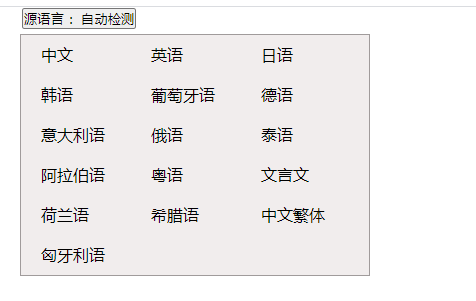 源语言： 自动检测
中文 英语 日语
韩语 葡萄牙语 德语
意大利语 俄语 泰语
阿拉伯语 粤语 文言文
荷兰语 希腊语 中文繁体
匈牙利语